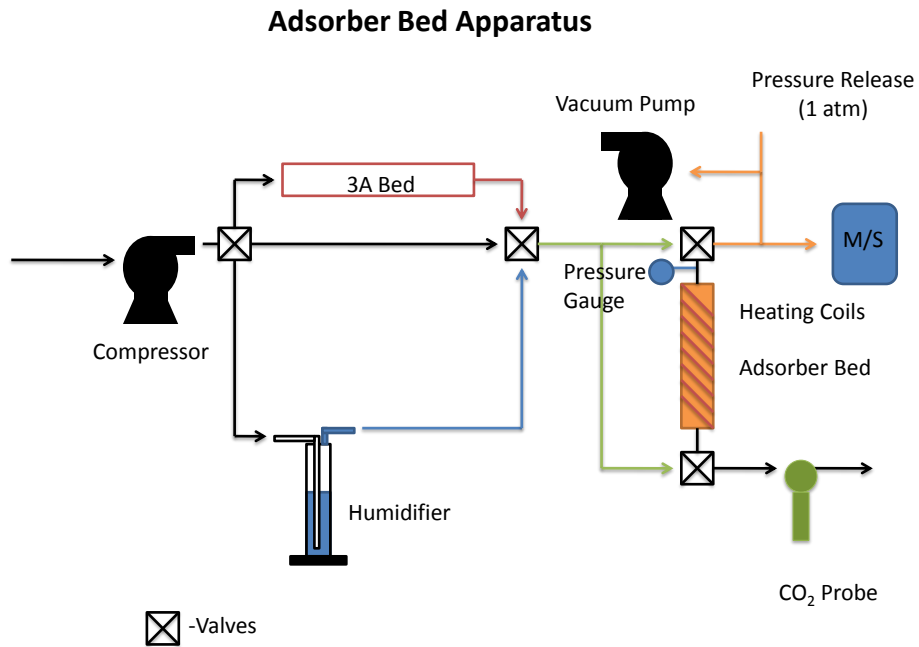 Adsorber Bed Apparatus
Pressure Release
(1 atm)
Vacuum Pump
3A Bed
M/S
Pressure
Gauge
Heating Coils
Compressor
Adsorber Bed
Humidifier
CO₂ Probe
-Valves